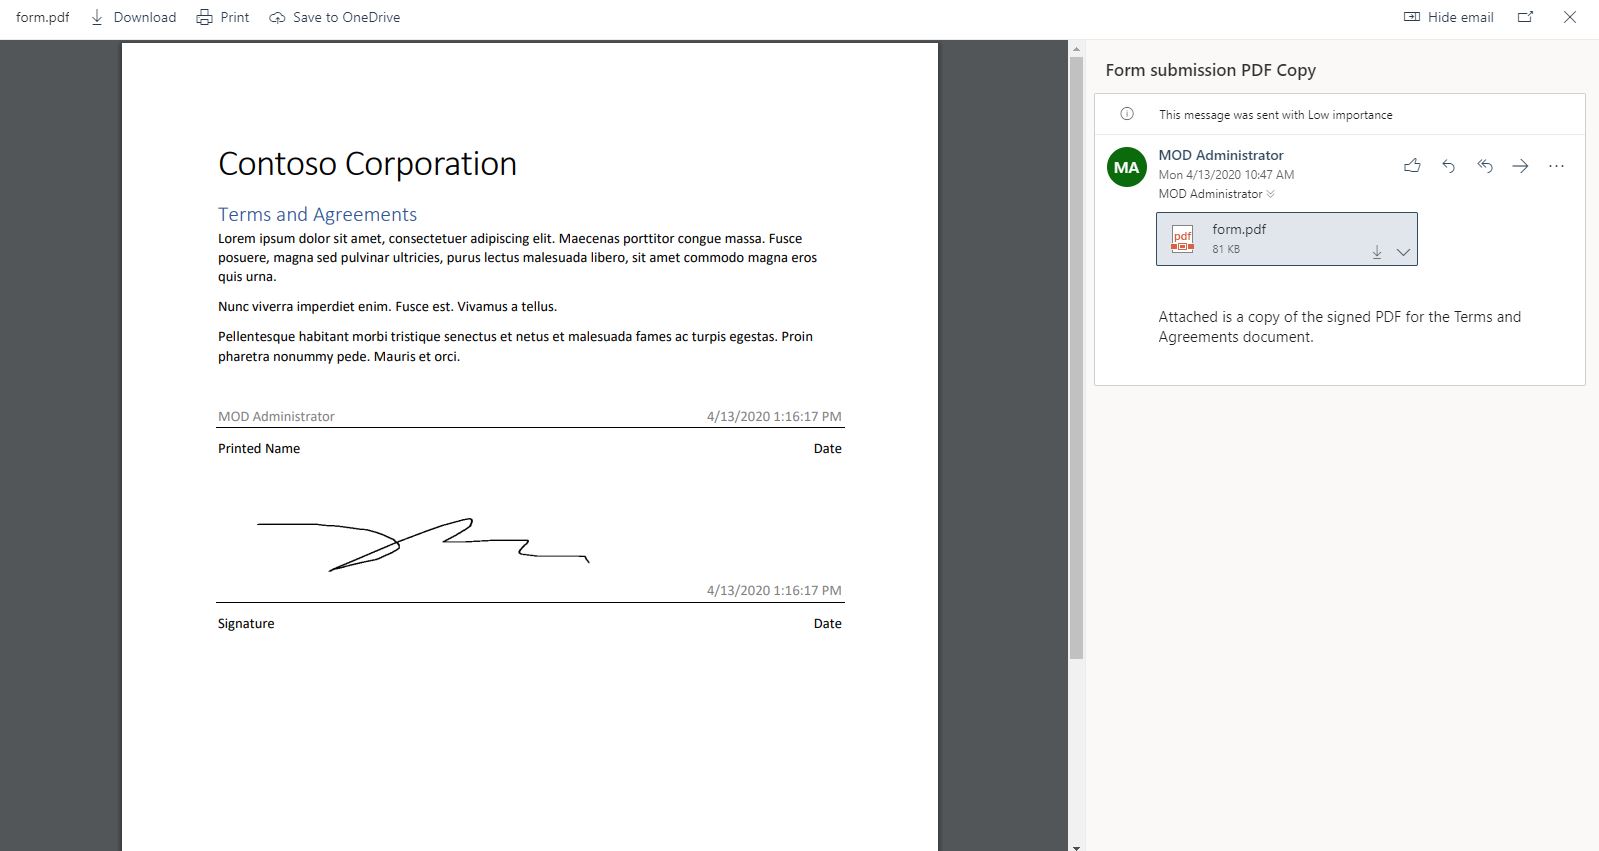 form.pdf Download Print Save to OneDrive Hide email
Contoso Corporation
Terms and Agreements
Lorem ipsum dolor sit amet, consectetuer adipiscing elit. Maecenas porttitor congue massa. Fusce
posuere, magna sed pulvinar ultricies, purus lectus malesuada libero, sit amet commodo magna eros
quis urna.
Nunc viverra imperdiet enim. Fusce est. Vivamus a tellus.
Pellentesque habitant morbi tristique senectus et netus et malesuada fames ac turpis egestas. Proin
pharetra nonummy pede. Mauris et orci.
MOD Administrator 4/13/2020 1:16:17 PM
Printed Name Date
4/13/2020 1:16:17 PM
Signature Date
Form submission PDF Copy
This message was sent with Low importance
MA
MOD Administrator
Mon 4/13/2020 10:47 AM
MOD Administrator
pdf
form.pdf
81 KB
Attached is a copy of the signed PDF for the Terms and
Agreements document.